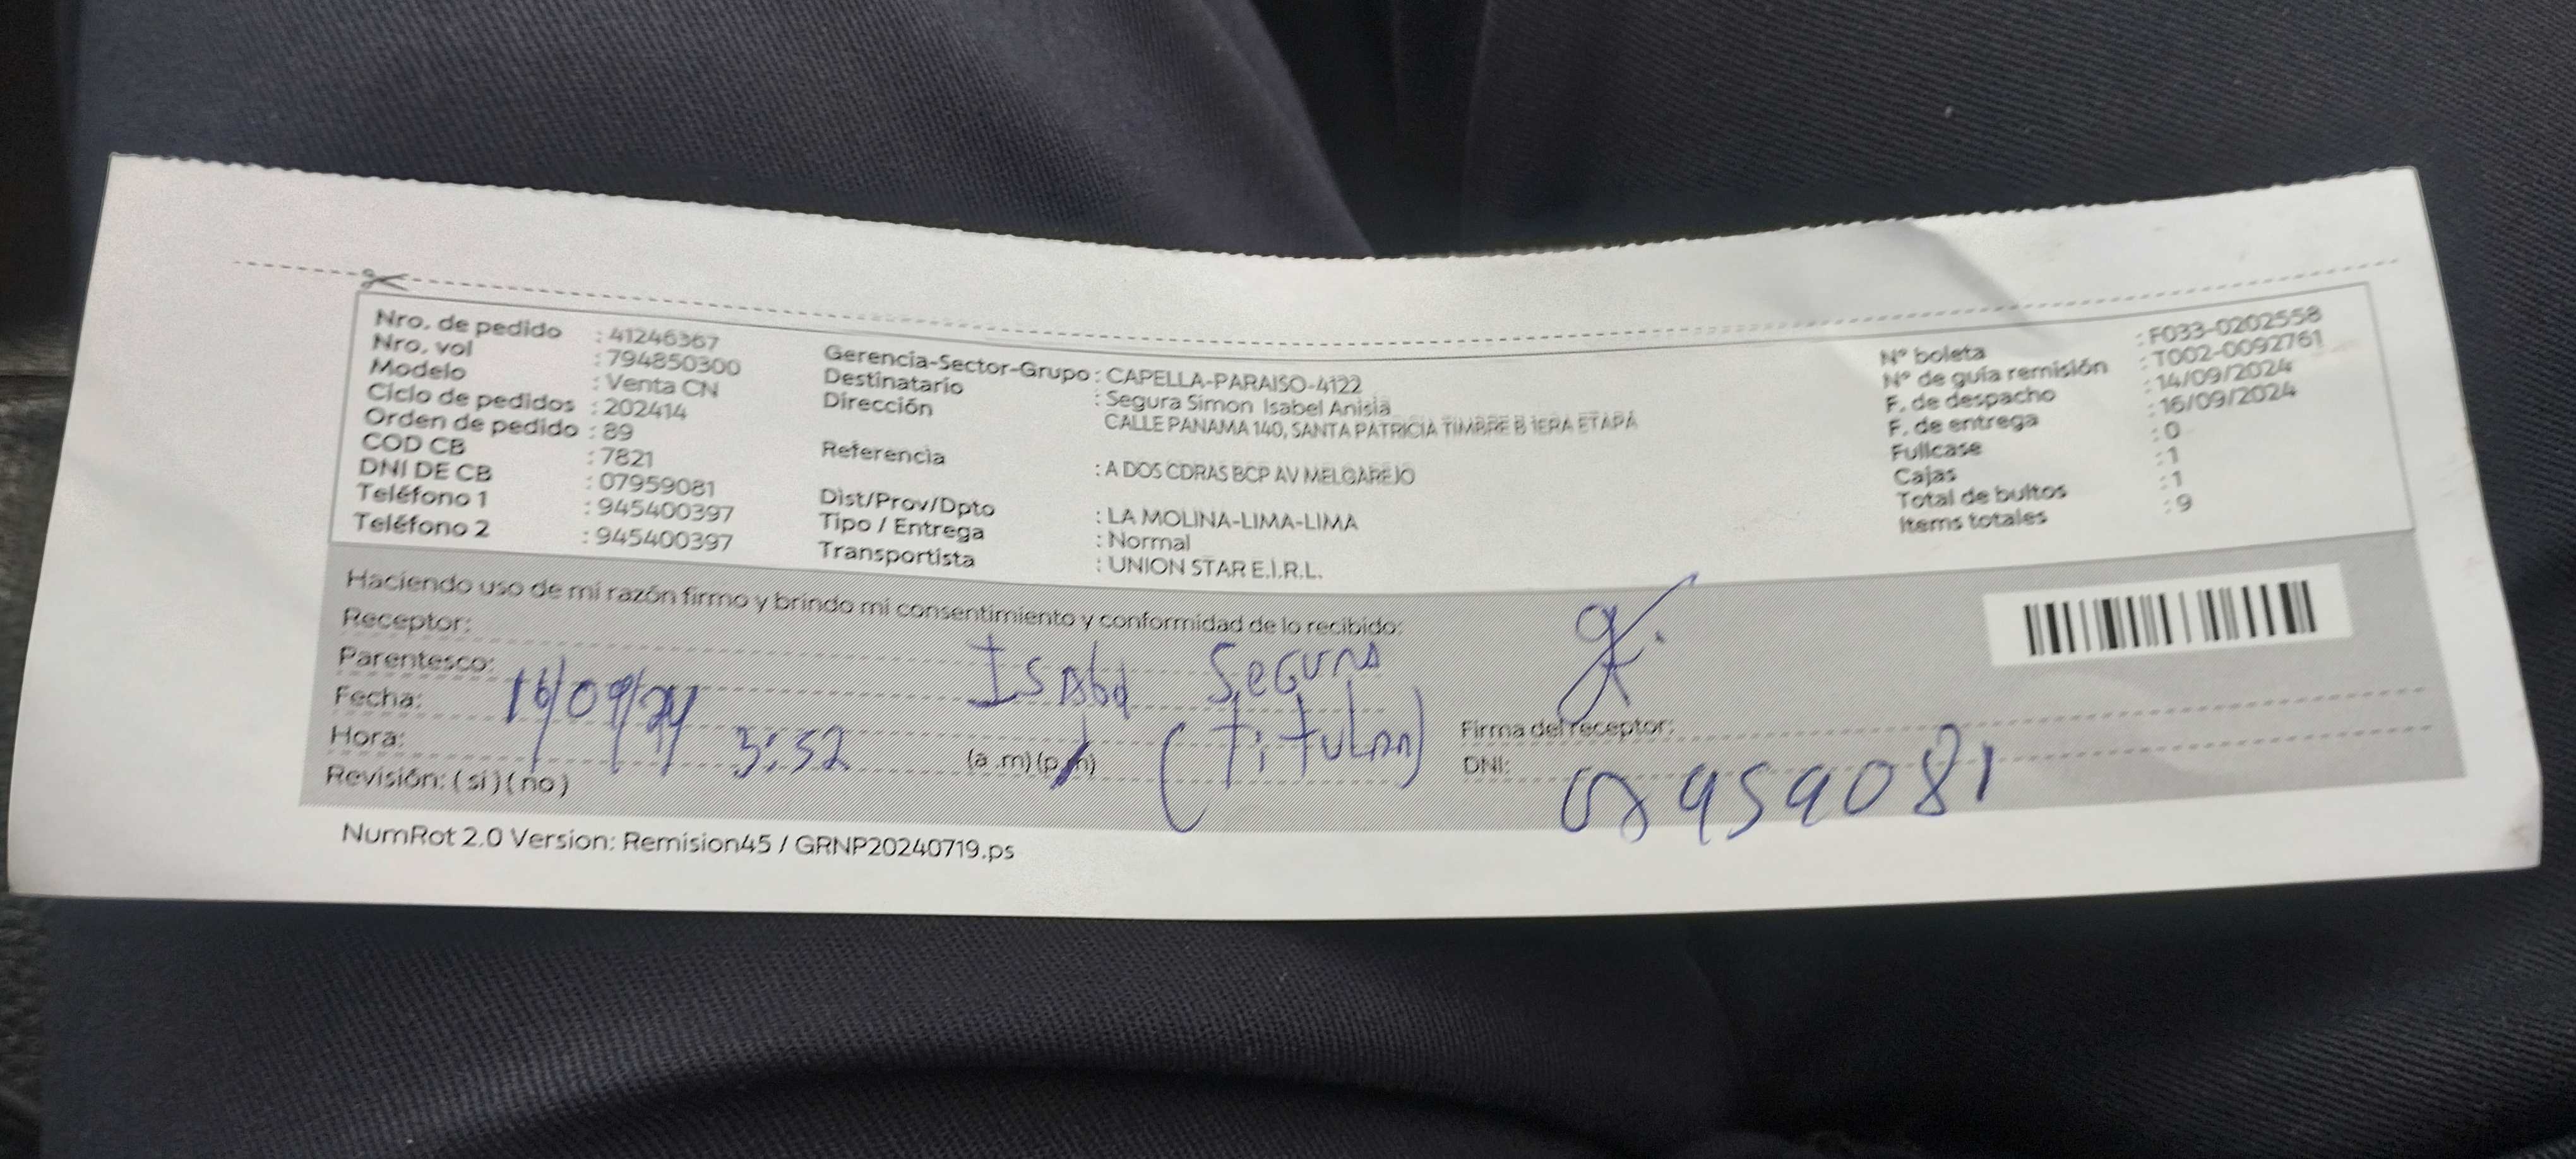 Nro. de pedido : 41246367
Nro. vol : 794850300
Modelo : Venta CN
Ciclo de pedidos : 202414
Orden de pedido : 89
COD CB : 7821
DNI DE CB : 07959081
Teléfono 1 : 945400397
Teléfono 2 : 945400397
Gerencia-Sector-Grupo : CAPELLA-PARAISO-4122
Destinatario : Segura Simon Isabel Anisia
Dirección CALLE PANAMA 140, SANTA PATRICIA TIMBRE B 1ERA ETAPA
Referencia : A DOS CDRAS BCP AV MELGAREJO
Dist/Prov/Dpto : LA MOLINA-LIMA-LIMA
Tipo / Entrega : Normal
Transportista : UNION STAR E.I.R.L.
N° boleta : F033-0202558
N° de guía remisión : T002-0092761
F. de despacho : 14/09/2024
F. de entrega : 16/09/2024
Fullcase : 0
Cajas : 1
Total de bultos : 1
Items totales : 9
Haciendo uso de mi razón firmo y brindo mi consentimiento y conformidad de lo recibido:
Receptor: Isabel Segura
Parentesco: (Titular)
Fecha: 16/09/24
Hora: 3:52 (a .m) (p.m)
Revisión: (si) (no)
Firma del receptor:
DNI: 07959081
NumRot 2.0 Version: Remision45 / GRNP20240719.ps